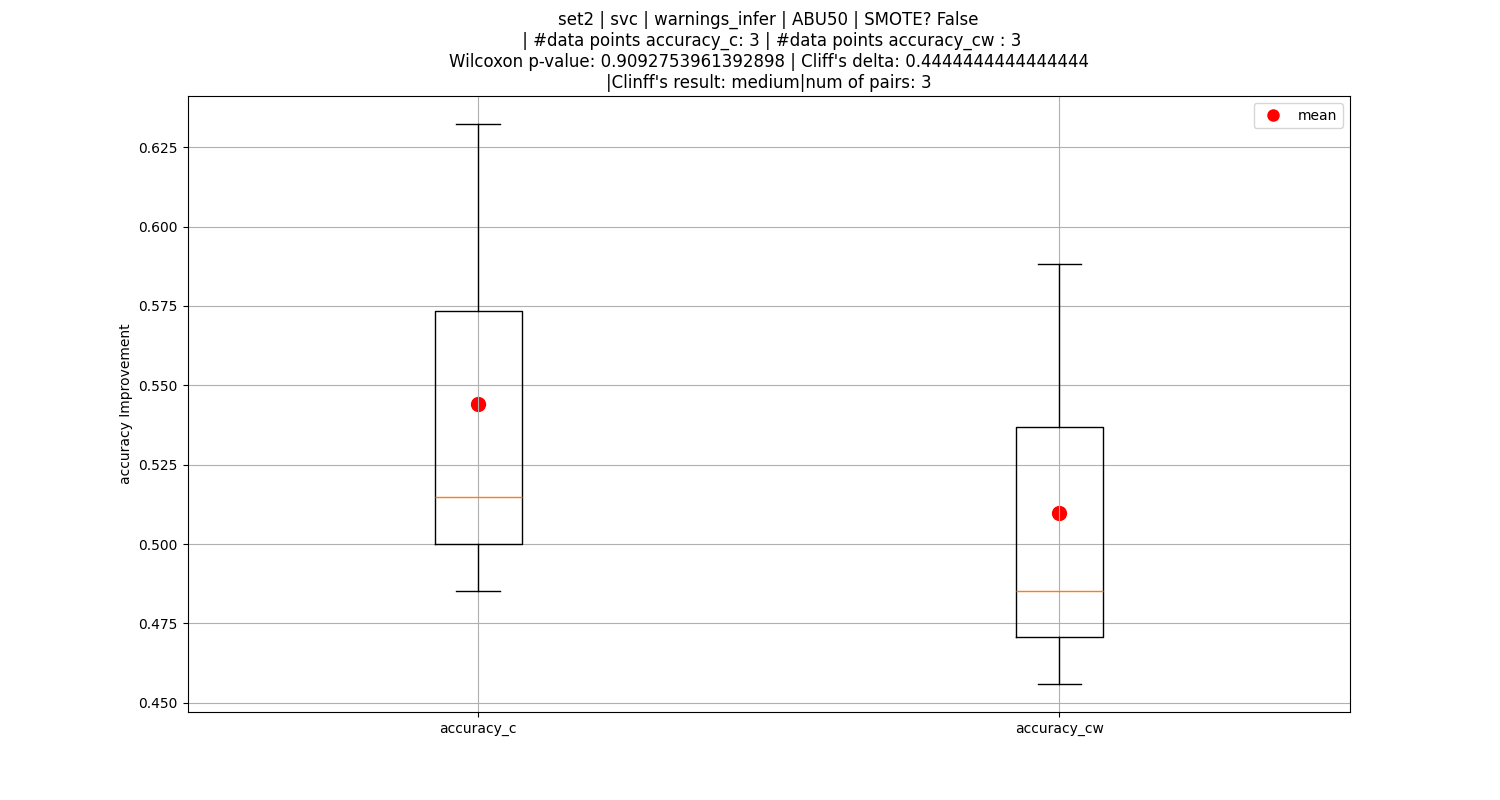 set2 | svc | warnings_infer | ABU50 | SMOTE? False
| #data points accuracy_c: 3 | #data points accuracy_cw : 3
Wilcoxon p-value: 0.9092753961392898 | Cliff's delta: 0.4444444444444444
|Clinff's result: medium|num of pairs: 3
mean
0.625
0.600
0.575
0.550
0.525
0.500
0.475
0.450
accuracy Improvement
accuracy_c
accuracy_cw